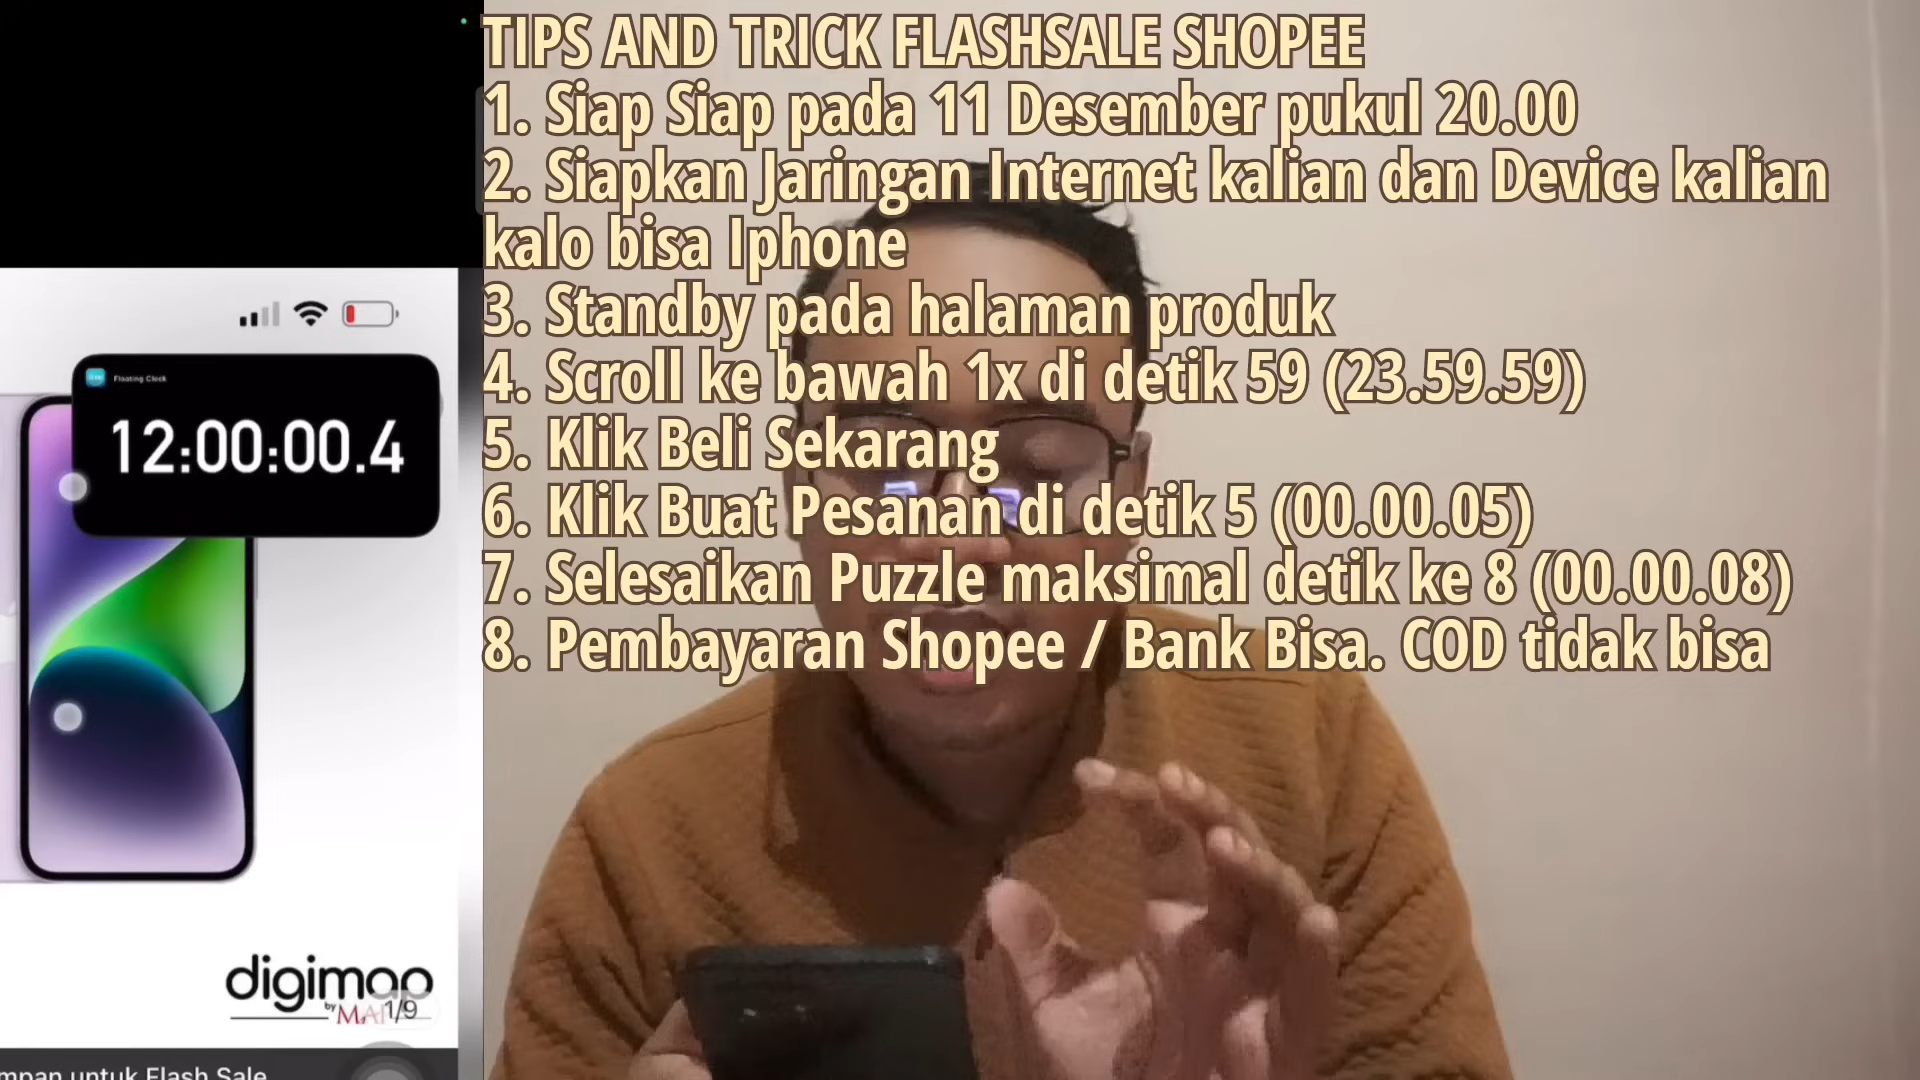 TIPS AND TRICK FLASHSALE SHOPEE
1. Siap Siap pada 11 Desember pukul 20.00
2. Siapkan Jaringan Internet kalian dan Device kalian
kalo bisa Iphone
3. Standby pada halaman produk
4. Scroll ke bawah 1x di detik 59 (23.59.59)
5. Klik Beli Sekarang
6. Klik Buat Pesanan di detik 5 (00.00.05)
7. Selesaikan Puzzle maksimal detik ke 8 (00.00.08)
8. Pembayaran Shopee / Bank Bisa. COD tidak bisa
Floating Clock
12:00:00.4
digimap
by MAP
1/9
untuk Flash Sale